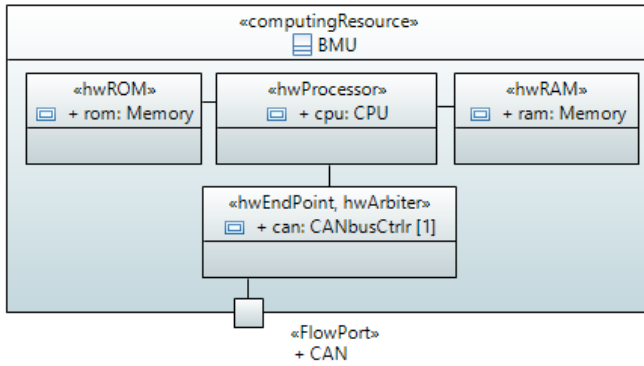 «computingResource»
BMU
«hwROM»
+ rom: Memory
«hwProcessor»
+ cpu: CPU
«hwRAM»
+ ram: Memory
«hwEndPoint, hwArbiter»
+ can: CANbusCtrlr [1]
«FlowPort»
+ CAN